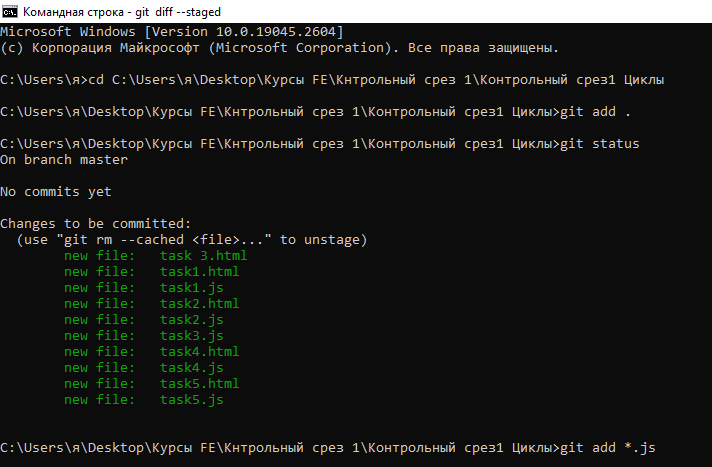 Командная строка - git diff --staged
Microsoft Windows [Version 10.0.19045.2604]
(c) Корпорация Майкрософт (Microsoft Corporation). Все права защищены.
C:\Users\я>cd C:\Users\я\Desktop\Курсы FE\Кнтрольный срез 1\Контрольный срез1 Циклы
C:\Users\я\Desktop\Курсы FE\Кнтрольный срез 1\Контрольный срез1 Циклы>git add .
C:\Users\я\Desktop\Курсы FE\Кнтрольный срез 1\Контрольный срез1 Циклы>git status
On branch master
No commits yet
Changes to be committed:
(use "git rm --cached <file>..." to unstage)
new file: task 3.html
new file: task1.html
new file: task1.js
new file: task2.html
new file: task2.js
new file: task3.js
new file: task4.html
new file: task4.js
new file: task5.html
new file: task5.js
C:\Users\я\Desktop\Курсы FE\Кнтрольный срез 1\Контрольный срез1 Циклы>git add *.js